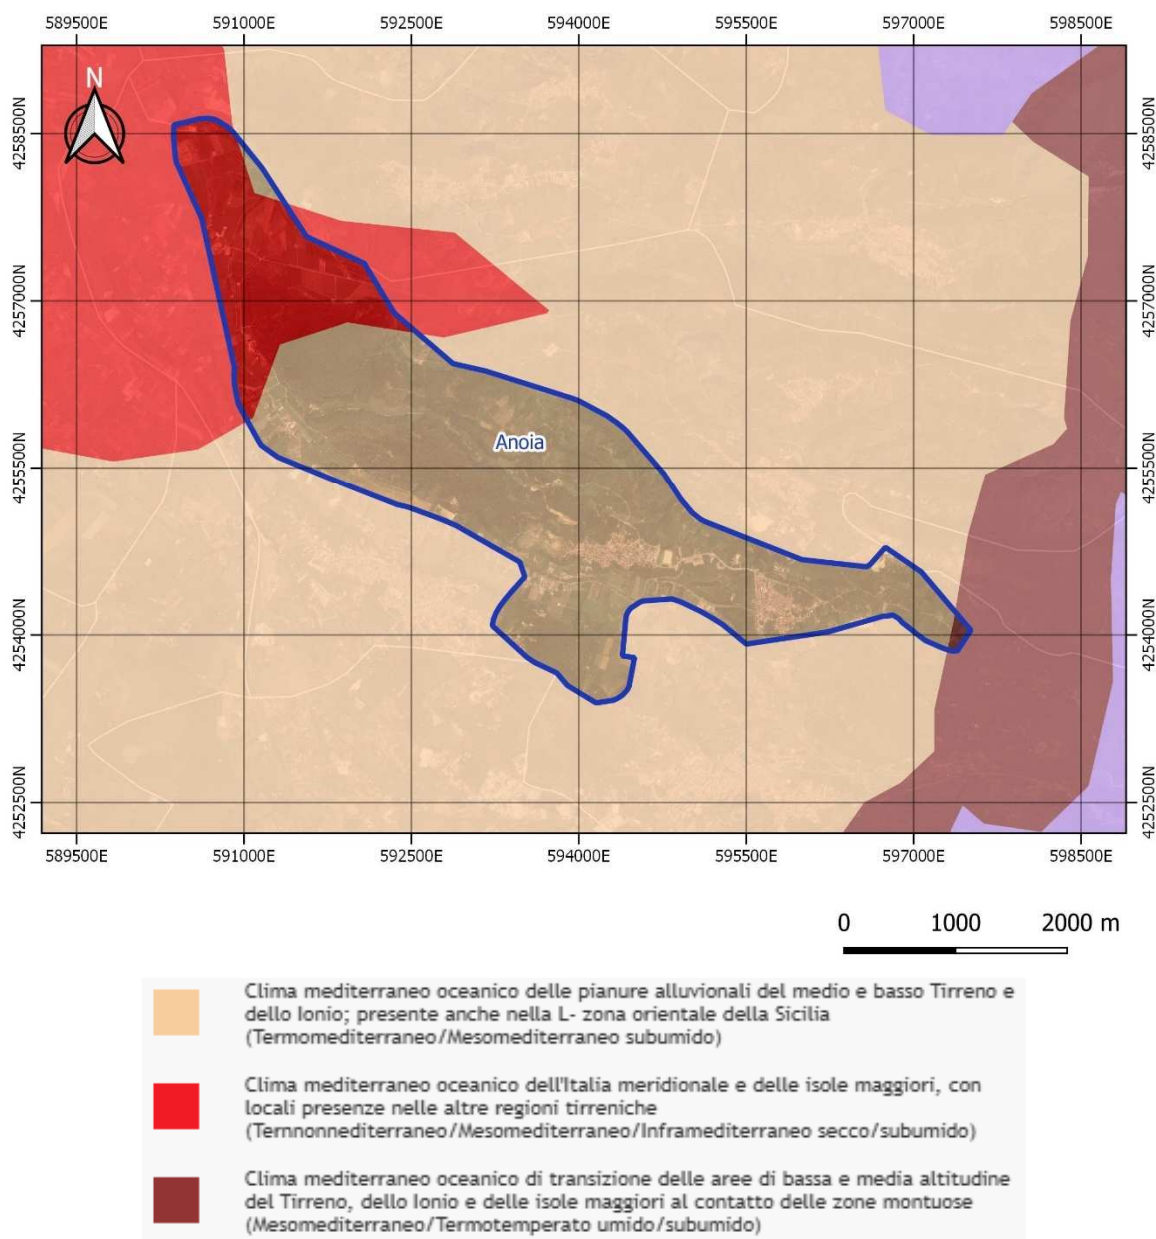 589500E 591000E 592500E 594000E 595500E 597000E 598500E
N
4258500N 4258500N
4257000N 4257000N
Anoia
4255500N 4255500N
4254000N 4254000N
4252500N 4252500N
589500E 591000E 592500E 594000E 595500E 597000E 598500E
0 1000 2000 m
Clima mediterraneo oceanico delle pianure alluvionali del medio e basso Tirreno e
dello Ionio; presente anche nella L- zona orientale della Sicilia
(Termomediterraneo/Mesomediterraneo subumido)
Clima mediterraneo oceanico dell'Italia meridionale e delle isole maggiori, con
locali presenze nelle altre regioni tirreniche
(Ternnonnediterraneo/Mesomediterraneo/Inframediterraneo secco/subumido)
Clima mediterraneo oceanico di transizione delle aree di bassa e media altitudine
del Tirreno, dello Ionio e delle isole maggiori al contatto delle zone montuose
(Mesomediterraneo/Termotemperato umido/subumido)